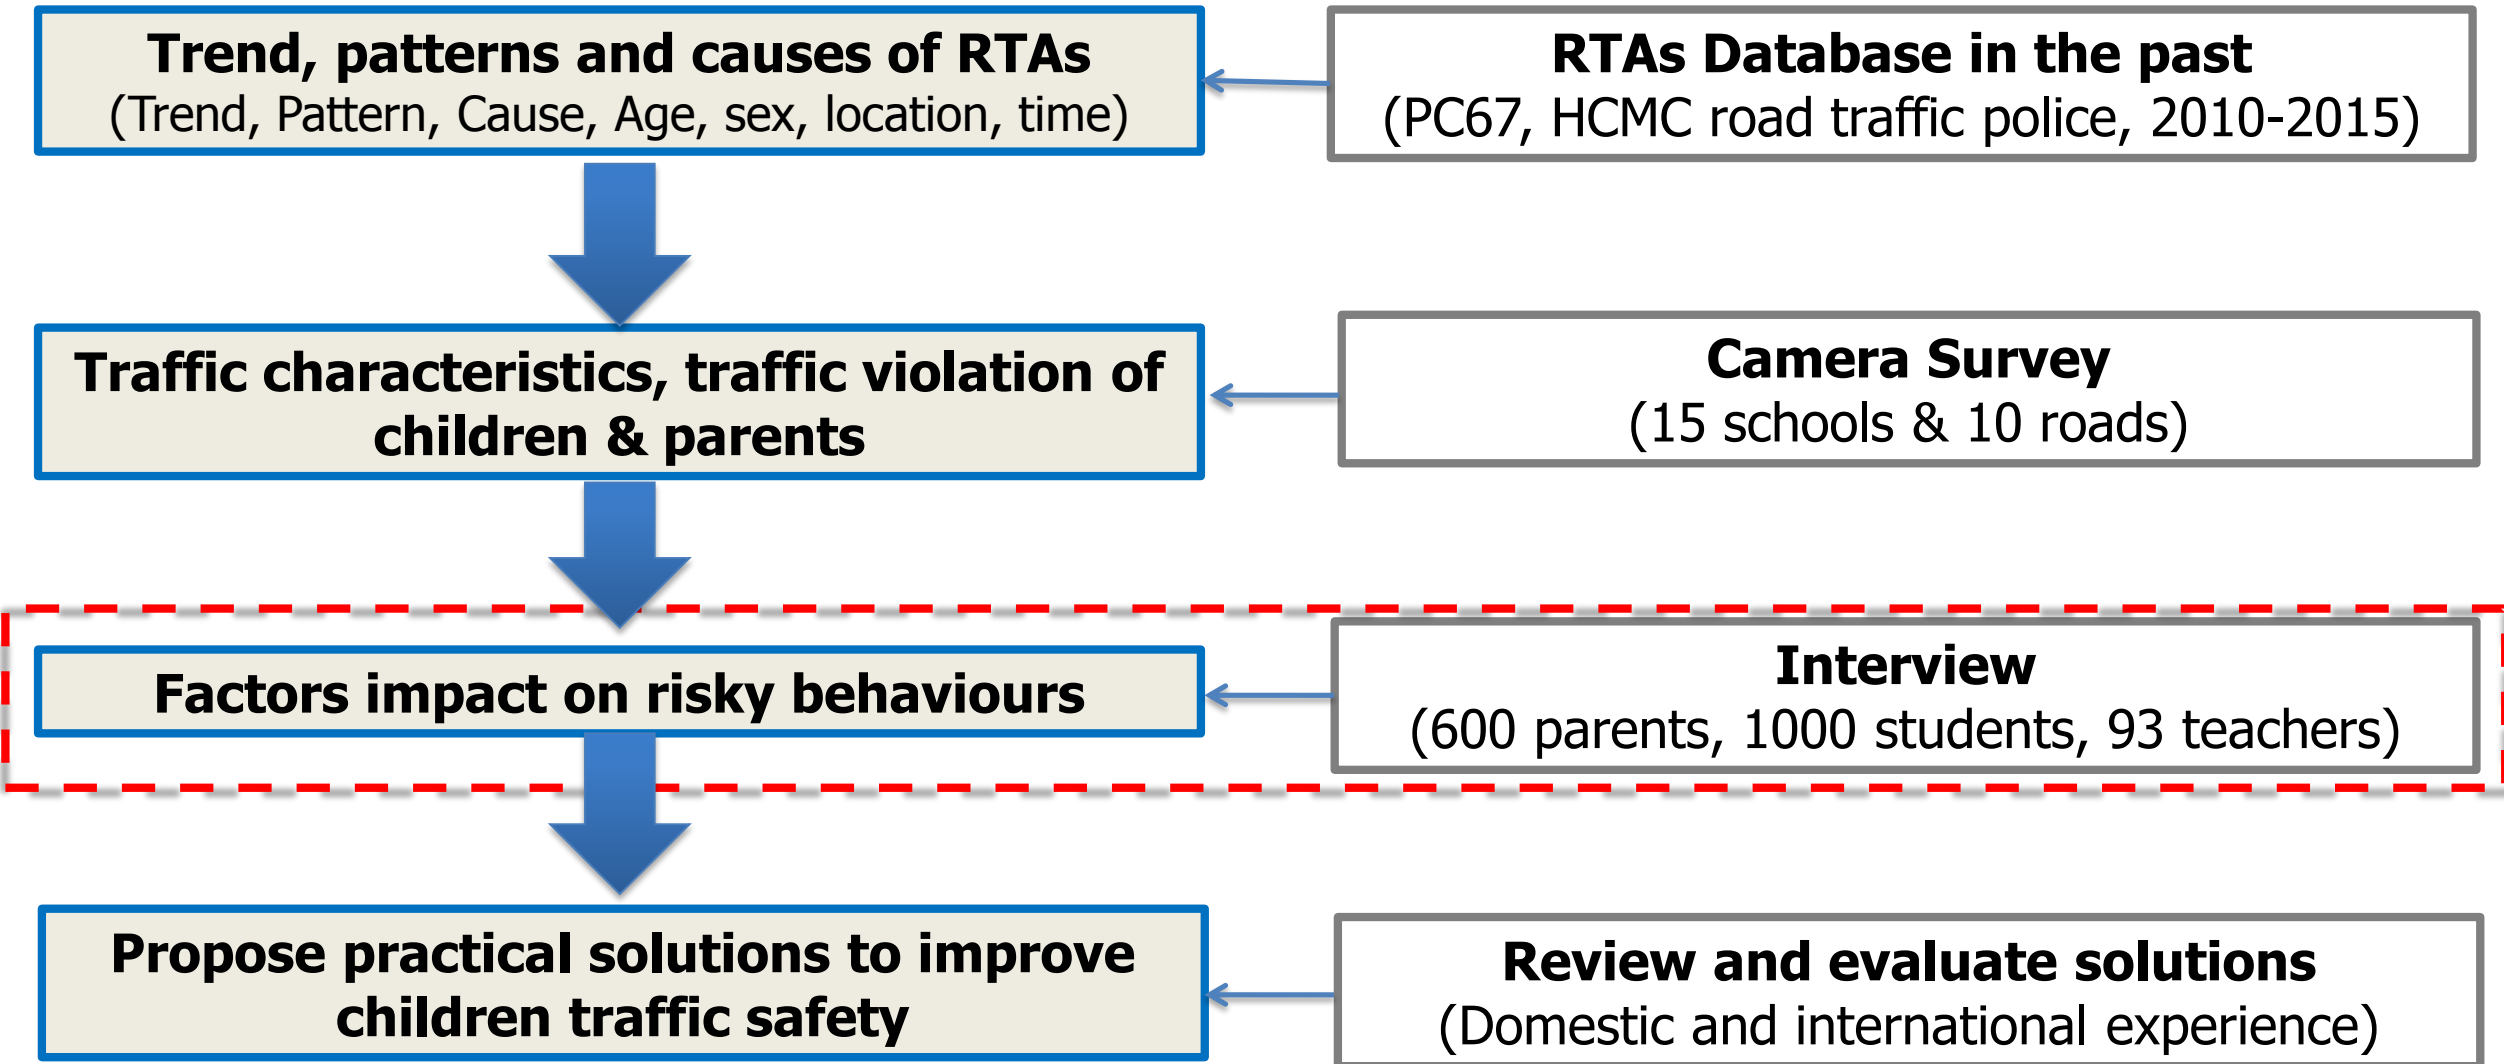 Trend, patterns and causes of RTAs
(Trend, Pattern, Cause, Age, sex, location, time)
RTAs Database in the past
(PC67, HCMC road traffic police, 2010-2015)
Traffic characteristics, traffic violation of
children & parents
Camera Survey
(15 schools & 10 roads)
Factors impact on risky behaviours
Interview
(600 parents, 1000 students, 93 teachers)
Propose practical solutions to improve
children traffic safety
Review and evaluate solutions
(Domestic and international experience)